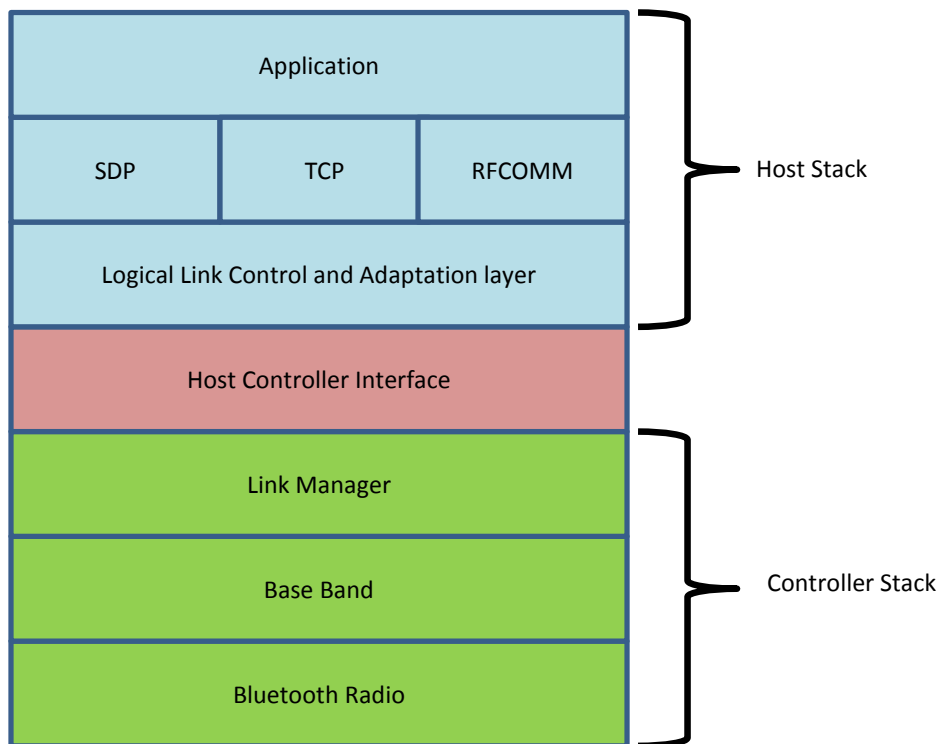 Application
SDP TCP RFCOMM
Host Stack
Logical Link Control and Adaptation layer
Host Controller Interface
Link Manager
Base Band
Controller Stack
Bluetooth Radio